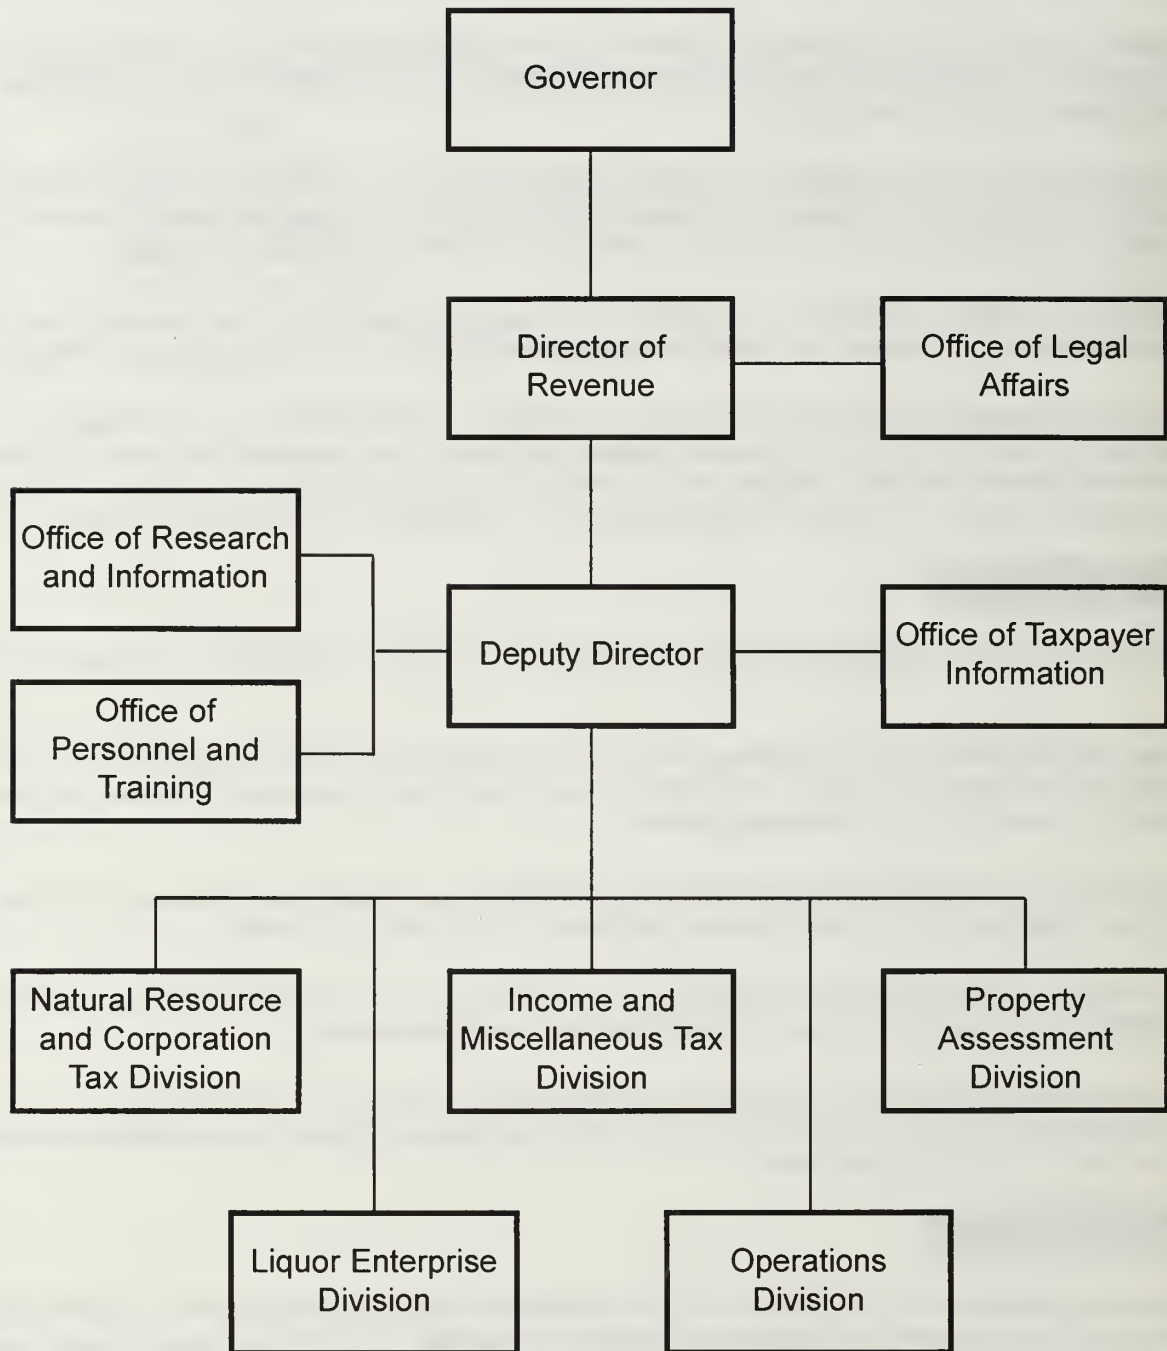 Governor
Director of
Revenue
Office of Legal
Affairs
Office of Research
and Information
Deputy Director
Office of Taxpayer
Information
Office of
Personnel and
Training
Natural Resource
and Corporation
Tax Division
Income and
Miscellaneous Tax
Division
Property
Assessment
Division
Liquor Enterprise
Division
Operations
Division